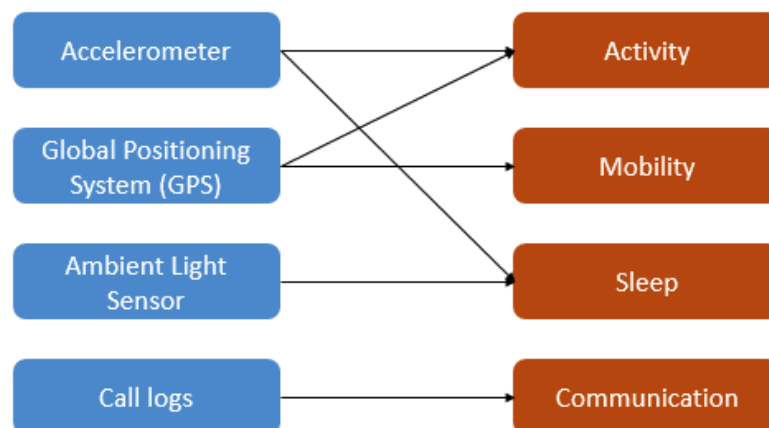 Accelerometer
Activity
Global Positioning
System (GPS)
Mobility
Ambient Light
Sensor
Sleep
Call logs
Communication